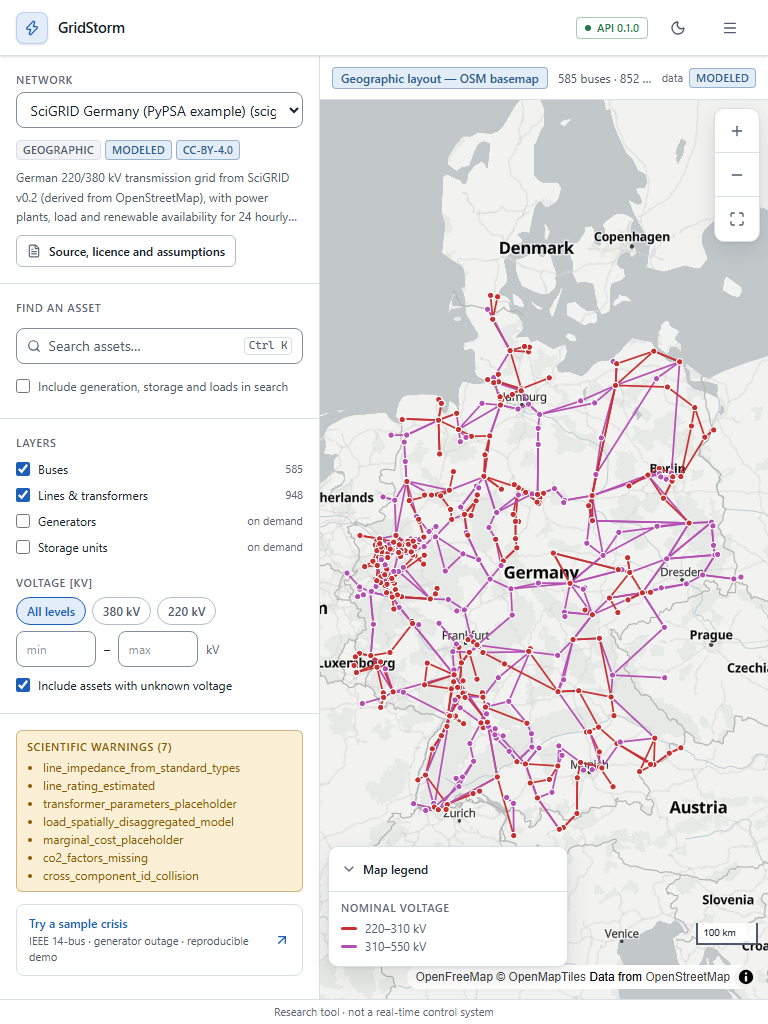 GridStorm
API 0.1.0
NETWORK
SciGRID Germany (PyPSA example) (scig
GEOGRAPHIC MODELED CC-BY-4.0
German 220/380 kV transmission grid from SciGRID
v0.2 (derived from OpenStreetMap), with power
plants, load and renewable availability for 24 hourly...
Source, licence and assumptions
FIND AN ASSET
Search assets... Ctrl K
Include generation, storage and loads in search
LAYERS
Buses 585
Lines & transformers 948
Generators on demand
Storage units on demand
VOLTAGE [KV]
All levels 380 kV 220 kV
min – max kV
Include assets with unknown voltage
SCIENTIFIC WARNINGS (7)
• line_impedance_from_standard_types
• line_rating_estimated
• transformer_parameters_placeholder
• load_spatially_disaggregated_model
• marginal_cost_placeholder
• co2_factors_missing
• cross_component_id_collision
Try a sample crisis
IEEE 14-bus · generator outage · reproducible
demo
Geographic layout — OSM basemap 585 buses · 852 ... data MODELED
+
−
Denmark
Copenhagen
Hamburg
Berlin
herlands
Germany
Dresden
n
Frankfurt
Prague
Luxembourg
Czechi
Munich
Zurich
Austria
Slovenia
Venice
Croa
100 km
Map legend
NOMINAL VOLTAGE
220–310 kV
310–550 kV
OpenFreeMap © OpenMapTiles Data from OpenStreetMap
Research tool · not a real-time control system